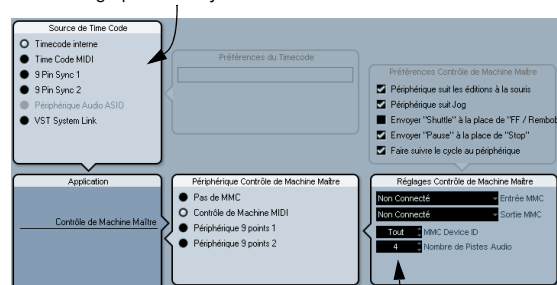 Source de Time Code
Timecode interne
Time Code MIDI
9 Pin Sync 1
9 Pin Sync 2
Périphérique Audio ASIO
VST System Link
Préférences du Timecode
Préférences Contrôle de Machine Maître
Périphérique suit les éditions à la souris
Périphérique suit Jog
Envoyer "Shuttle" à la place de "FF / Rembob
Envoyer "Pause" à la place de "Stop"
Faire suivre le cycle au périphérique
Application
Contrôle de Machine Maître
Périphérique Contrôle de Machine Maître
Pas de MMC
Contrôle de Machine MIDI
Périphérique 9 points 1
Périphérique 9 points 2
Réglages Contrôle de Machine Maître
Non Connecté Entrée MMC
Non Connecté Sortie MMC
Tout MMC Device ID
4 Nombre de Pistes Audio